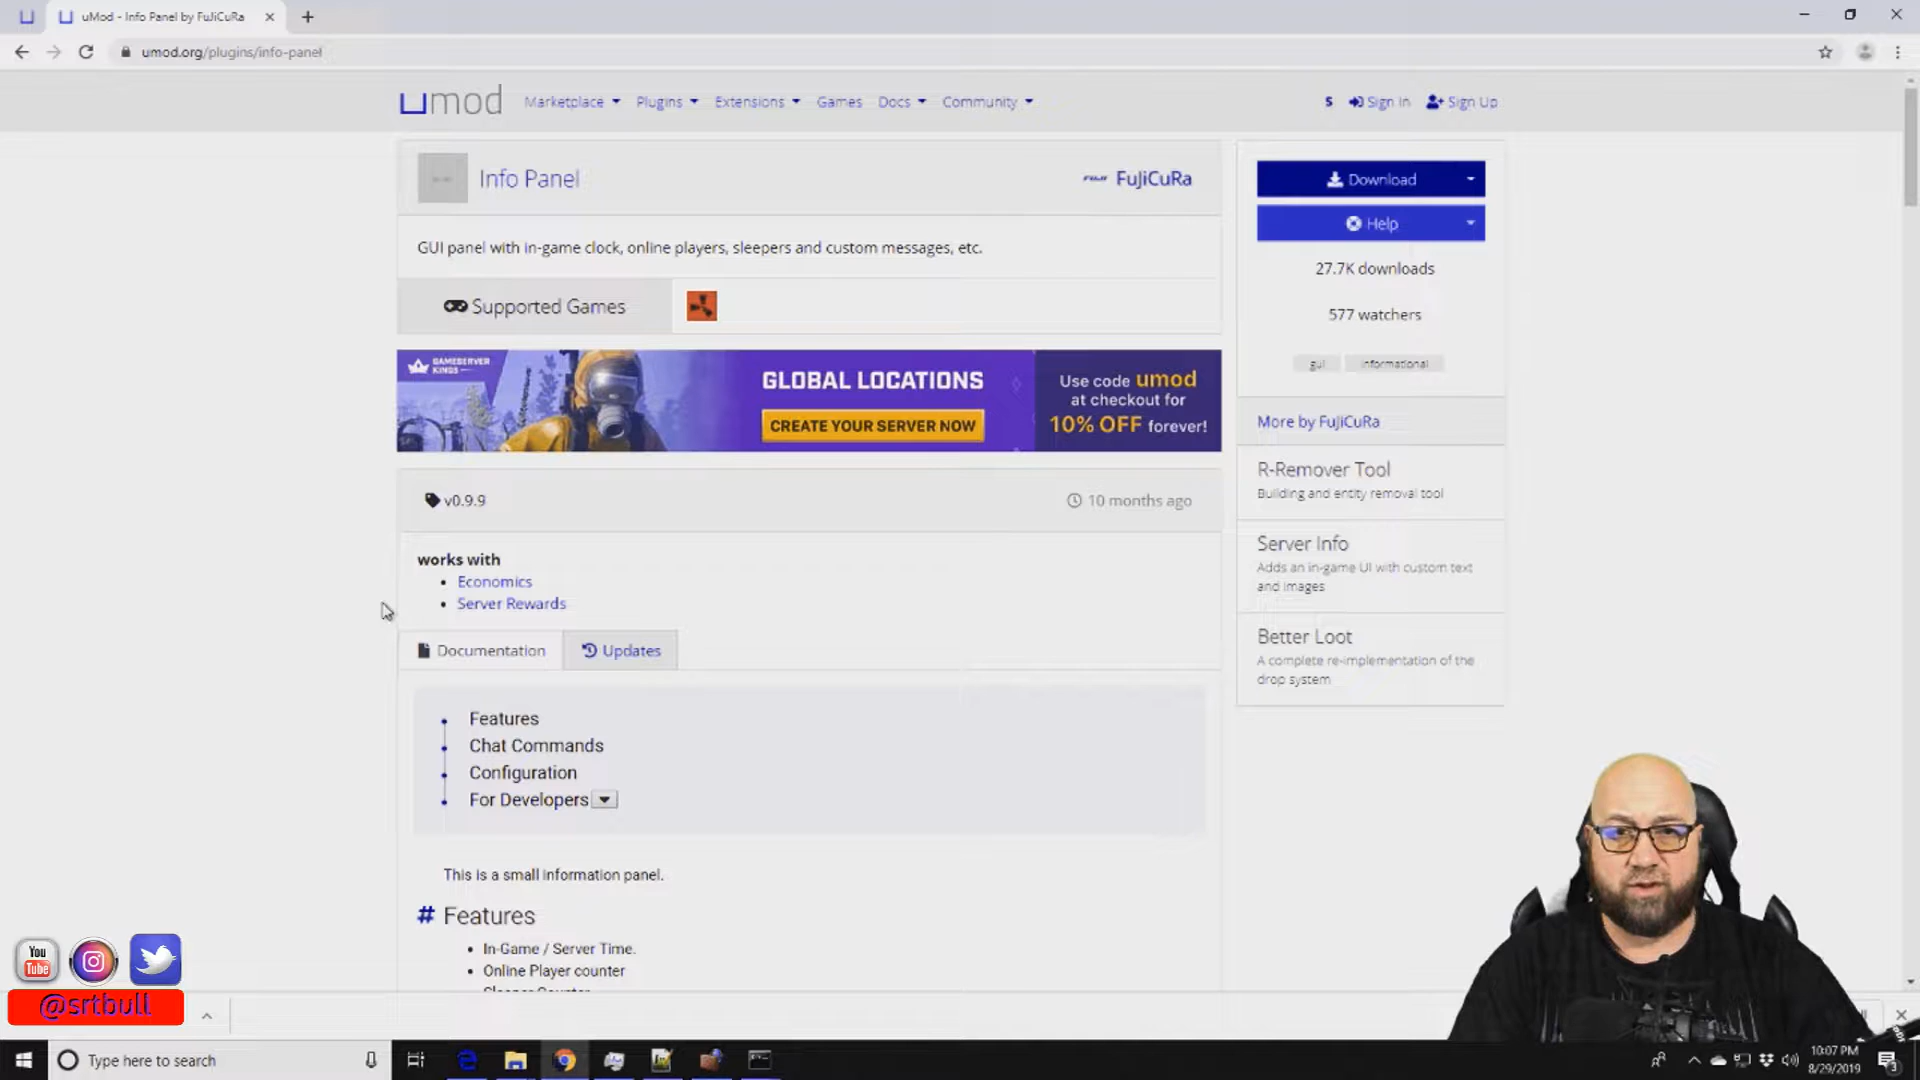 uMod - Info Panel by FuJiCuRa
umod.org/plugins/info-panel
umod
Marketplace Plugins Extensions Games Docs Community
S Sign In Sign Up
Info Panel
FuJiCuRa
GUI panel with in-game clock, online players, sleepers and custom messages, etc.
Supported Games
GAMESERVER
KINGS
GLOBAL LOCATIONS
CREATE YOUR SERVER NOW
Use code umod
at checkout for
10% OFF forever!
v0.9.9
10 months ago
works with
Economics
Server Rewards
Documentation
Updates
Features
Chat Commands
Configuration
For Developers
This is a small information panel.
# Features
In-Game / Server Time.
Online Player counter
Sleeper Counter
Download
Help
27.7K downloads
577 watchers
gui informational
More by FuJiCuRa
R-Remover Tool
Building and entity removal tool
Server Info
Adds an in-game UI with custom text
and images
Better Loot
A complete re-implementation of the
drop system
You
Tube
@srtbull
Type here to search
10:07 PM
8/29/2019
3